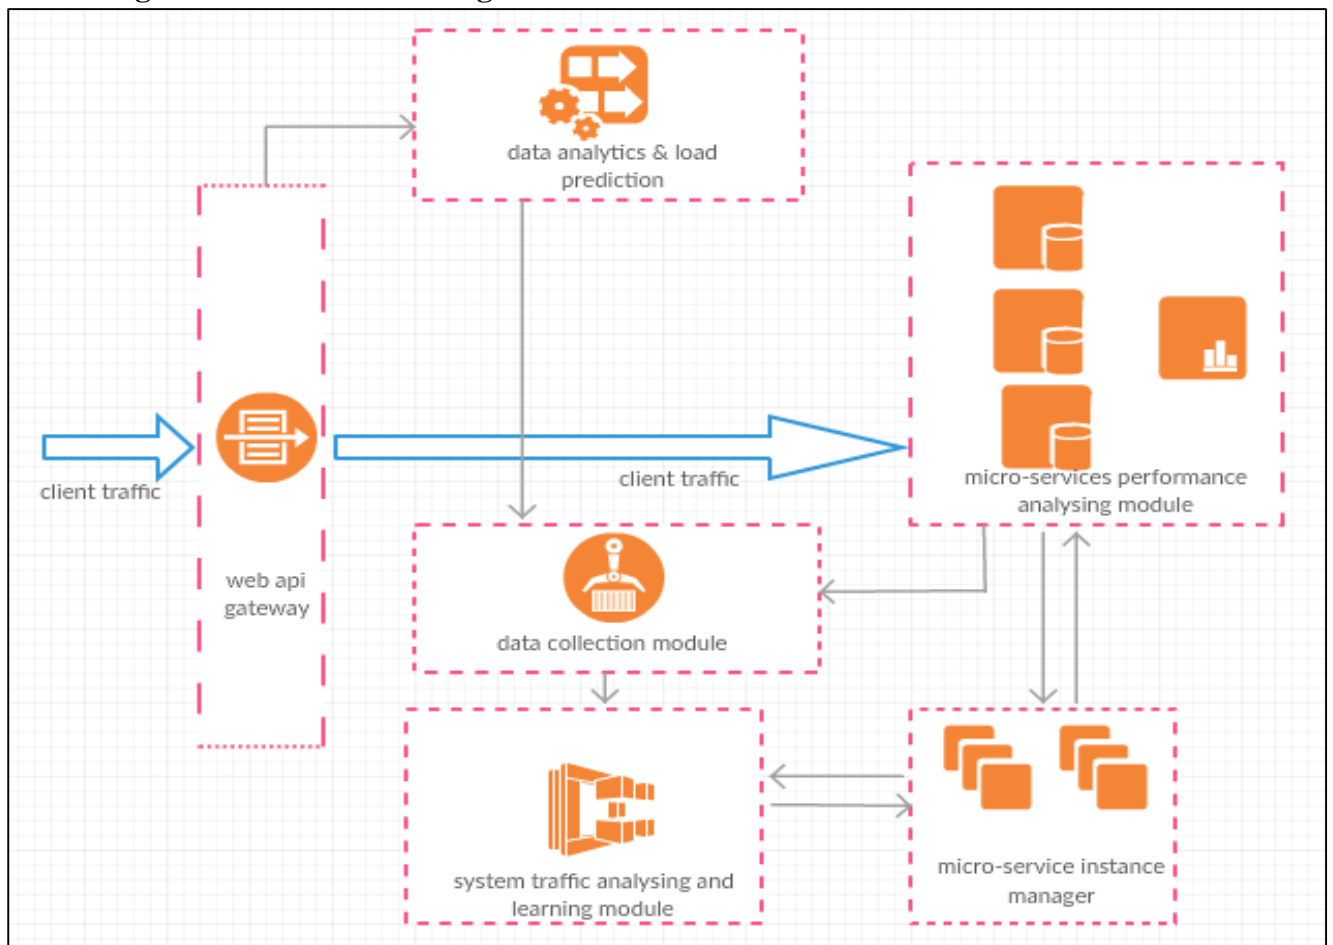 data analytics & load
prediction
client traffic
client traffic
micro-services performance
analysing module
web api
gateway
data collection module
system traffic analysing and
learning module
micro-service instance
manager